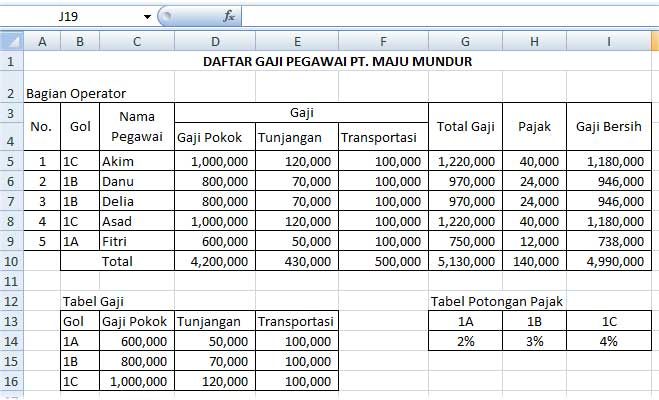 J19 fx
A B C D E F G H I
1 DAFTAR GAJI PEGAWAI PT. MAJU MUNDUR
2 Bagian Operator
3 No. Gol Nama Pegawai Gaji Total Gaji Pajak Gaji Bersih
4 Gaji Pokok Tunjangan Transportasi
5 1 1C Akim 1,000,000 120,000 100,000 1,220,000 40,000 1,180,000
6 2 1B Danu 800,000 70,000 100,000 970,000 24,000 946,000
7 3 1B Delia 800,000 70,000 100,000 970,000 24,000 946,000
8 4 1C Asad 1,000,000 120,000 100,000 1,220,000 40,000 1,180,000
9 5 1A Fitri 600,000 50,000 100,000 750,000 12,000 738,000
10 Total 4,200,000 430,000 500,000 5,130,000 140,000 4,990,000
11
12 Tabel Gaji Tabel Potongan Pajak
13 Gol Gaji Pokok Tunjangan Transportasi 1A 1B 1C
14 1A 600,000 50,000 100,000 2% 3% 4%
15 1B 800,000 70,000 100,000
16 1C 1,000,000 120,000 100,000